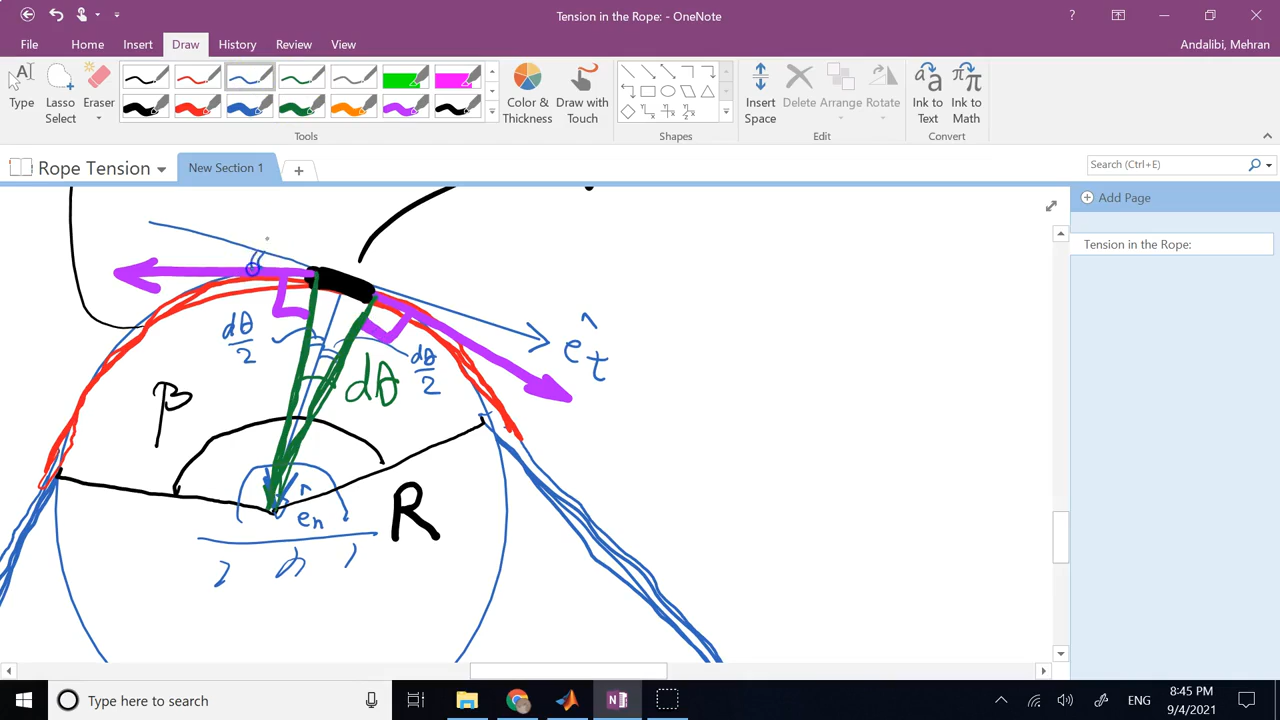 Tension in the Rope: - OneNote
?
File
Home
Insert
Draw
History
Review
View
Andalibi, Mehran
Type
Lasso Select
Eraser
Color & Thickness
Draw with Touch
Insert Space
Delete
Arrange
Rotate
Ink to Text
Ink to Math
Tools
Shapes
Edit
Convert
Rope Tension
New Section 1
+
Search (Ctrl+E)
Add Page
Tension in the Rope:
dθ/2
dθ/2
dθ
êt
β
en
R
Type here to search
ENG
8:45 PM
9/4/2021